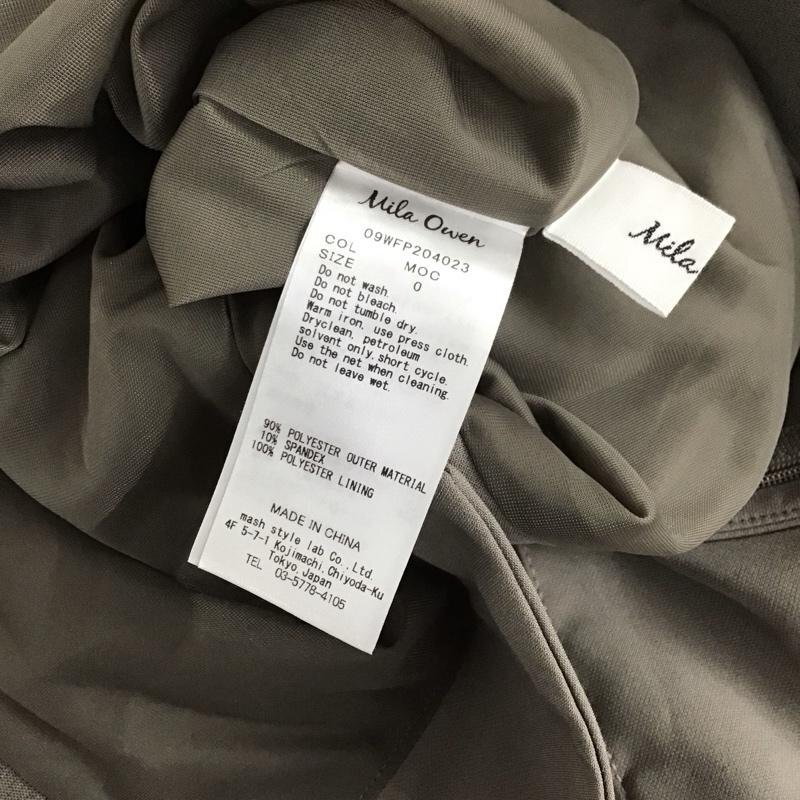 Mila Owen
09WFP204023
COL MOC
SIZE 0
Do not wash.
Do not bleach.
Do not tumble dry.
Warm iron, use press cloth.
Dryclean, petroleum
solvent only, short cycle.
Use the net when cleaning.
Do not leave wet.
90% POLYESTER OUTER MATERIAL
10% SPANDEX
100% POLYESTER LINING
MADE IN CHINA
mash style lab Co., Ltd.
4F 5-7-1 Kojimachi, Chiyoda-Ku
Tokyo, Japan
TEL 03-5778-4105
Mila